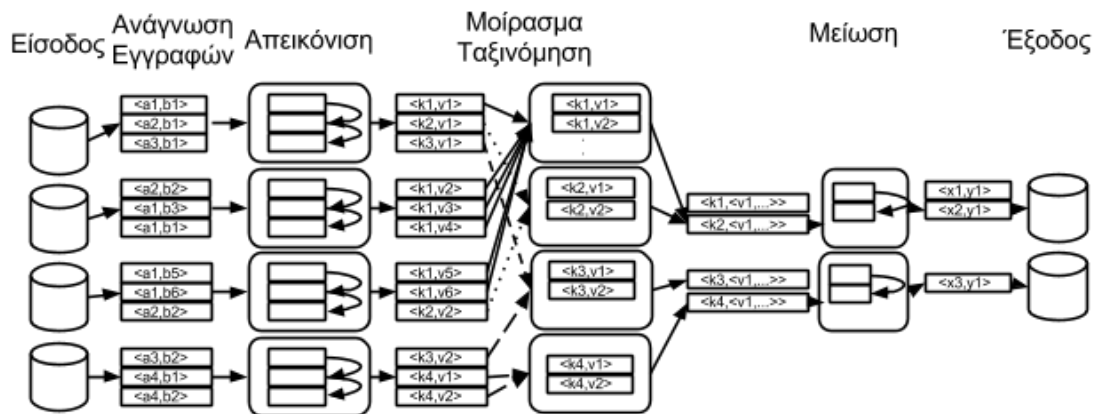 Είσοδος
Ανάγνωση
Εγγραφών
Απεικόνιση
Μοίρασμα
Ταξινόμηση
Μείωση
Έξοδος
<a1,b1>
<a2,b1>
<a3,b1>
<k1,v1>
<k2,v1>
<k3,v1>
<k1,v1>
<k1,v2>
<a2,b2>
<a1,b3>
<a1,b1>
<k1,v2>
<k1,v3>
<k1,v4>
<k2,v1>
<k2,v2>
<k1,<v1,...>>
<k2,<v1,...>>
<x1,y1>
<x2,y1>
<a1,b5>
<a1,b6>
<a2,b2>
<k1,v5>
<k1,v6>
<k2,v2>
<k3,v1>
<k3,v2>
<k3,<v1,...>>
<k4,<v1,...>>
<x3,y1>
<a3,b2>
<a4,b1>
<a4,b2>
<k3,v2>
<k4,v1>
<k4,v2>
<k4,v1>
<k4,v2>